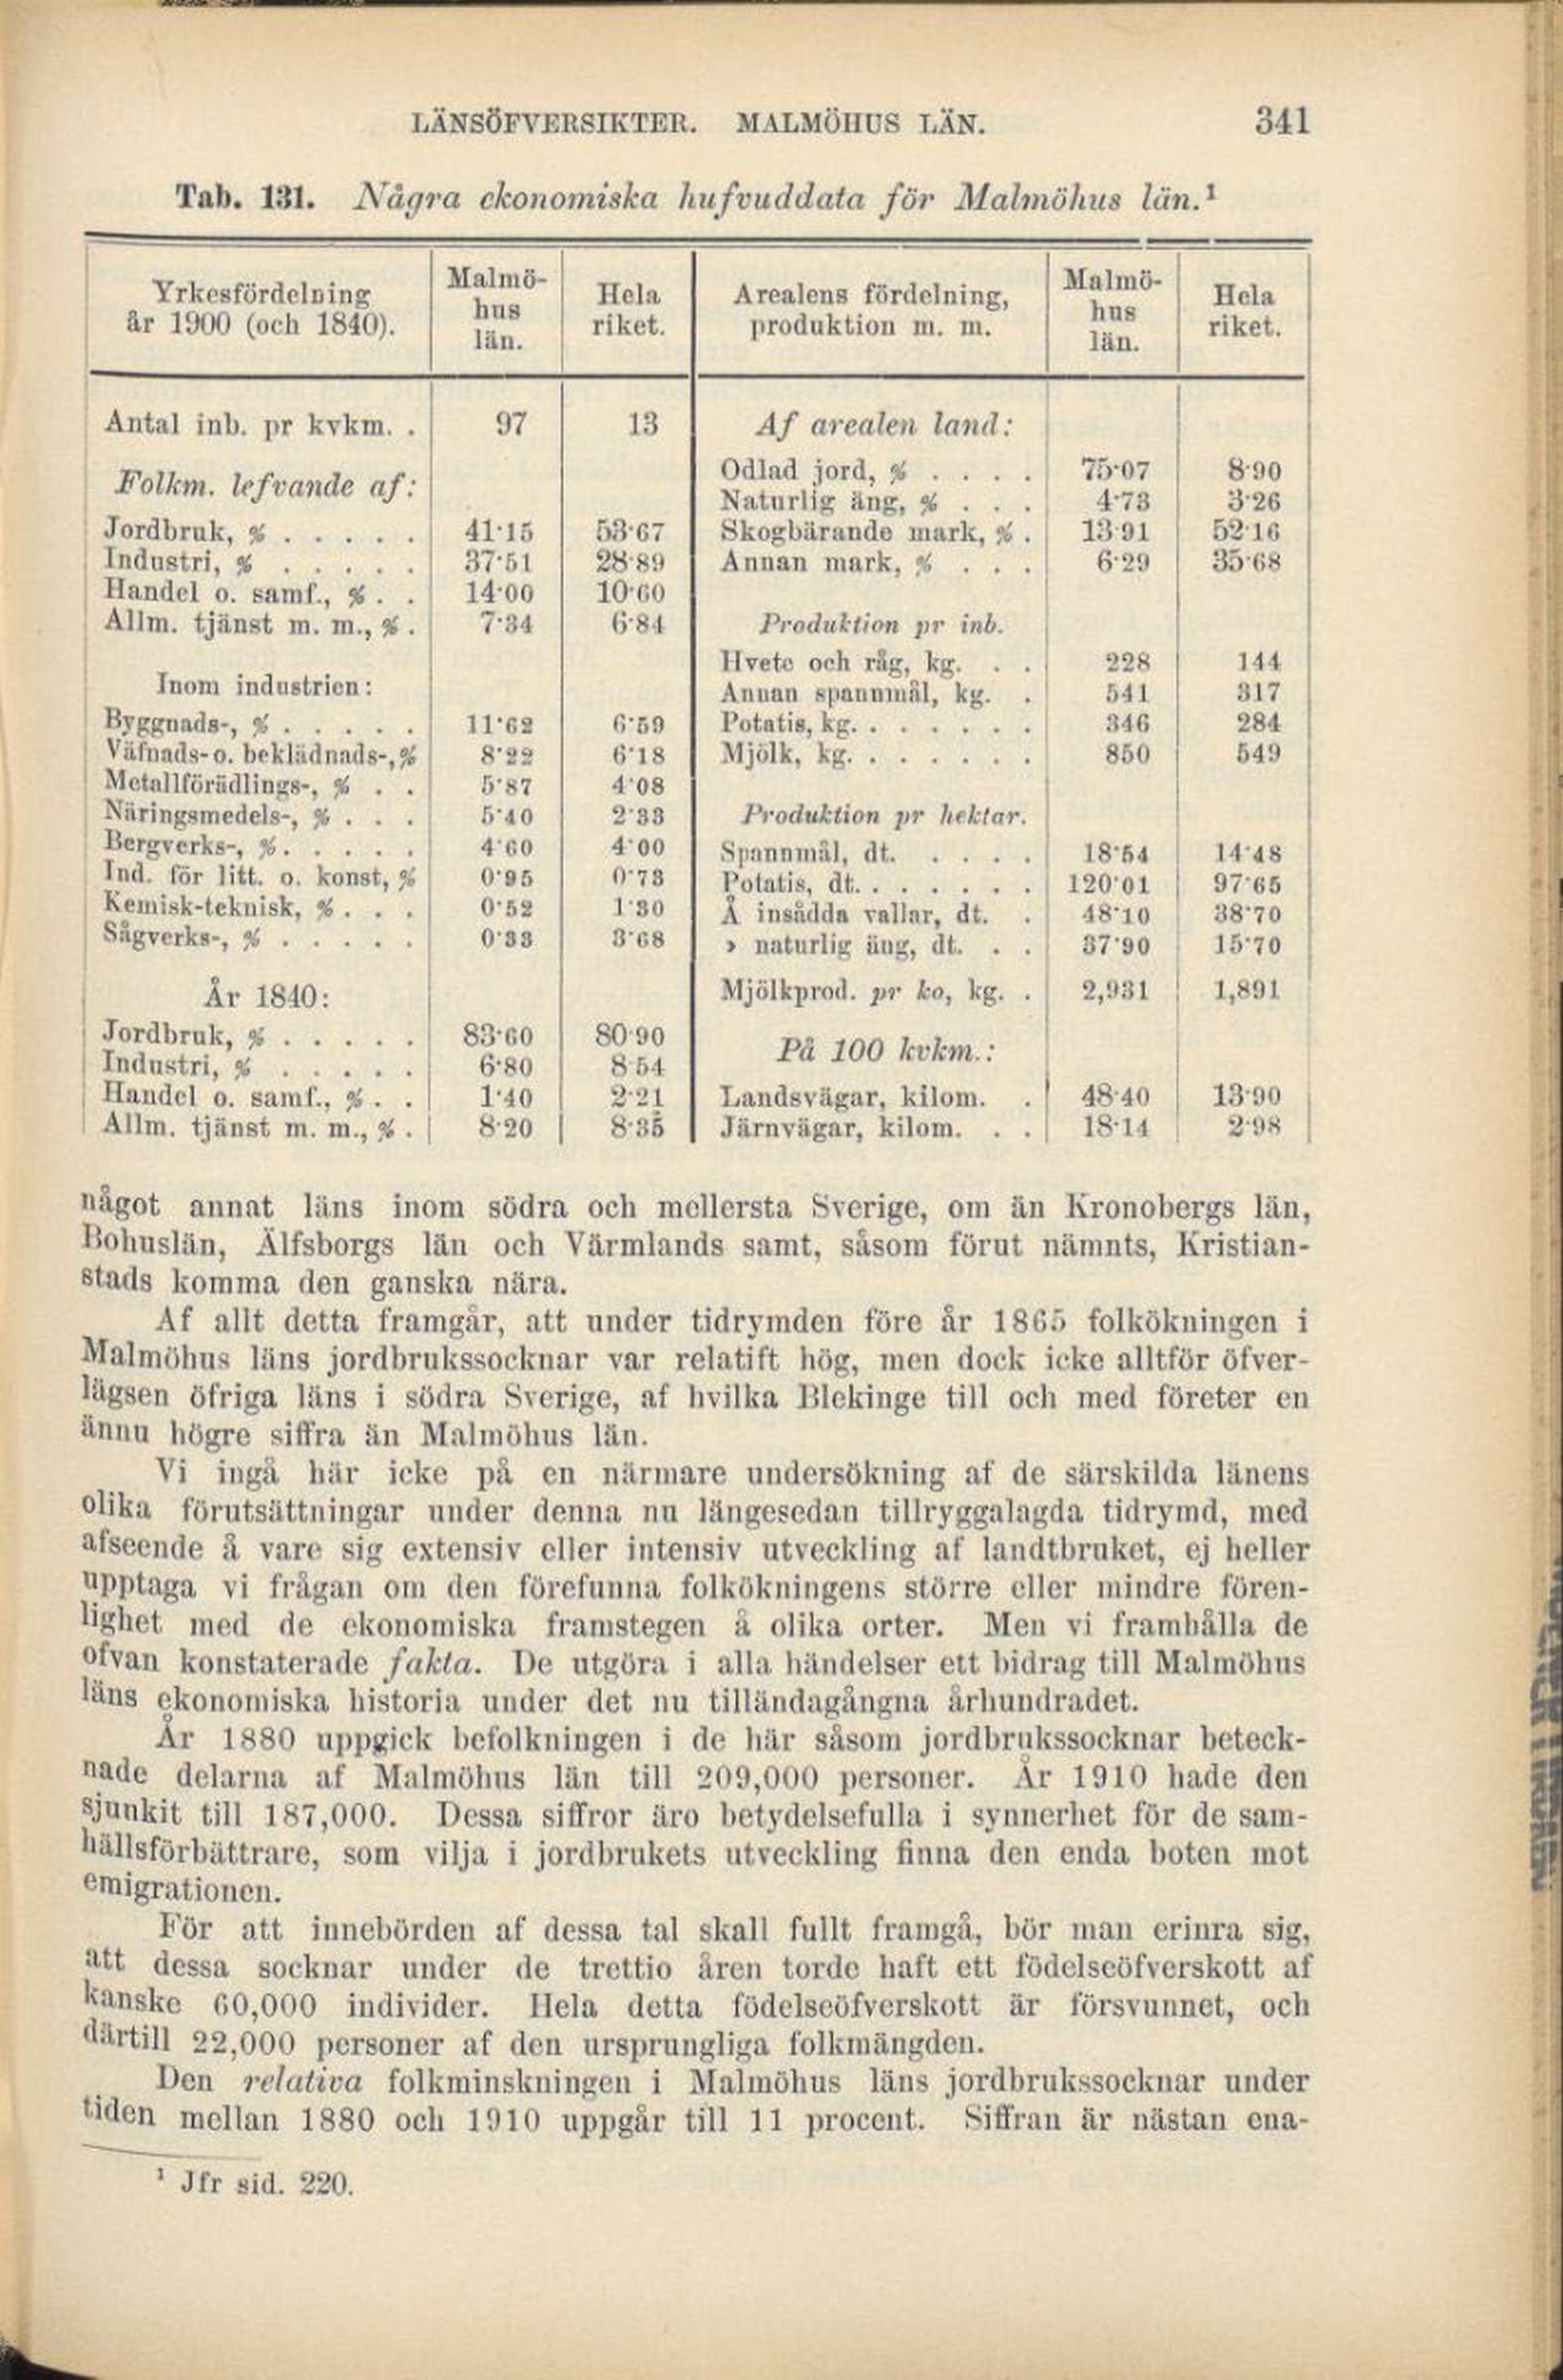 LÄNSÖFVERSIKTER. MALMÖHUS LÄN. 341
Tab. 131. Några ekonomiska hufvuddata för Malmöhus län.¹
Yrkesfördelning år 1900 (och 1840). Malmöhus län. Hela riket.
Antal inb. pr kvkm. . 97 13
Folkm. lefvande af:
Jordbruk, % . . . . . 41·15 53·67
Industri, % . . . . . 37·51 28·89
Handel o. samf., % . . 14·00 10·60
Allm. tjänst m. m., % . 7·34 6·84
Inom industrien:
Byggnads-, % . . . . . 11·62 6·59
Väfnads- o. beklädnads-, % 8·22 6·18
Metallförädlings-, % . . 5·87 4·08
Näringsmedels-, % . . . 5·40 2·33
Bergverks-, % . . . . . 4·60 4·00
Ind. för litt. o. konst, % 0·95 0·73
Kemisk-teknisk, % . . . 0·52 1·30
Sågverks-, % . . . . . 0·33 3·68
År 1840:
Jordbruk, % . . . . . 83·60 80·90
Industri, % . . . . . 6·80 8·54
Handel o. samf., % . . 1·40 2·21
Allm. tjänst m. m., % . 8·20 8·35
Arealens fördelning, produktion m. m. Malmöhus län. Hela riket.
Af arealen land:
Odlad jord, % . . . . 75·07 8·90
Naturlig äng, % . . . 4·73 3·26
Skogbärande mark, % . 13·91 52·16
Annan mark, % . . . 6·29 35·68
Produktion pr inb.
Hvete och råg, kg. . . 228 144
Annan spannmål, kg. . 541 317
Potatis, kg. . . . . . . 346 284
Mjölk, kg. . . . . . . 850 549
Produktion pr hektar.
Spannmål, dt. . . . . 18·54 14·48
Potatis, dt. . . . . . . 120·01 97·65
Å insådda vallar, dt. . 48·10 38·70
» naturlig äng, dt. . . 37·90 15·70
Mjölkprod. pr ko, kg. . 2,931 1,891
På 100 kvkm.:
Landsvägar, kilom. . 48·40 13·90
Järnvägar, kilom. . . 18·14 2·98
något annat läns inom södra och mellersta Sverige, om än Kronobergs län,
Bohuslän, Älfsborgs län och Värmlands samt, såsom förut nämnts, Kristian-
stads komma den ganska nära.
Af allt detta framgår, att under tidrymden före år 1865 folkökningen i
Malmöhus läns jordbrukssocknar var relatift hög, men dock icke alltför öfver-
lägsen öfriga läns i södra Sverige, af hvilka Blekinge till och med företer en
ännu högre siffra än Malmöhus län.
Vi ingå här icke på en närmare undersökning af de särskilda länens
olika förutsättningar under denna nu längesedan tillryggalagda tidrymd, med
afseende å vare sig extensiv eller intensiv utveckling af landtbruket, ej heller
upptaga vi frågan om den förefunna folkökningens större eller mindre fören-
lighet med de ekonomiska framstegen å olika orter. Men vi framhålla de
ofvan konstaterade fakta. De utgöra i alla händelser ett bidrag till Malmöhus
läns ekonomiska historia under det nu tilländagångna århundradet.
År 1880 uppgick befolkningen i de här såsom jordbrukssocknar beteck-
nade delarna af Malmöhus län till 209,000 personer. År 1910 hade den
sjunkit till 187,000. Dessa siffror äro betydelsefulla i synnerhet för de sam-
hällsförbättrare, som vilja i jordbrukets utveckling finna den enda boten mot
emigrationen.
För att innebörden af dessa tal skall fullt framgå, bör man erinra sig,
att dessa socknar under de trettio åren torde haft ett födelseöfverskott af
kanske 60,000 individer. Hela detta födelseöfverskott är försvunnet, och
därtill 22,000 personer af den ursprungliga folkmängden.
Den relativa folkminskningen i Malmöhus läns jordbrukssocknar under
tiden mellan 1880 och 1910 uppgår till 11 procent. Siffran är nästan ena-
¹ Jfr sid. 220.